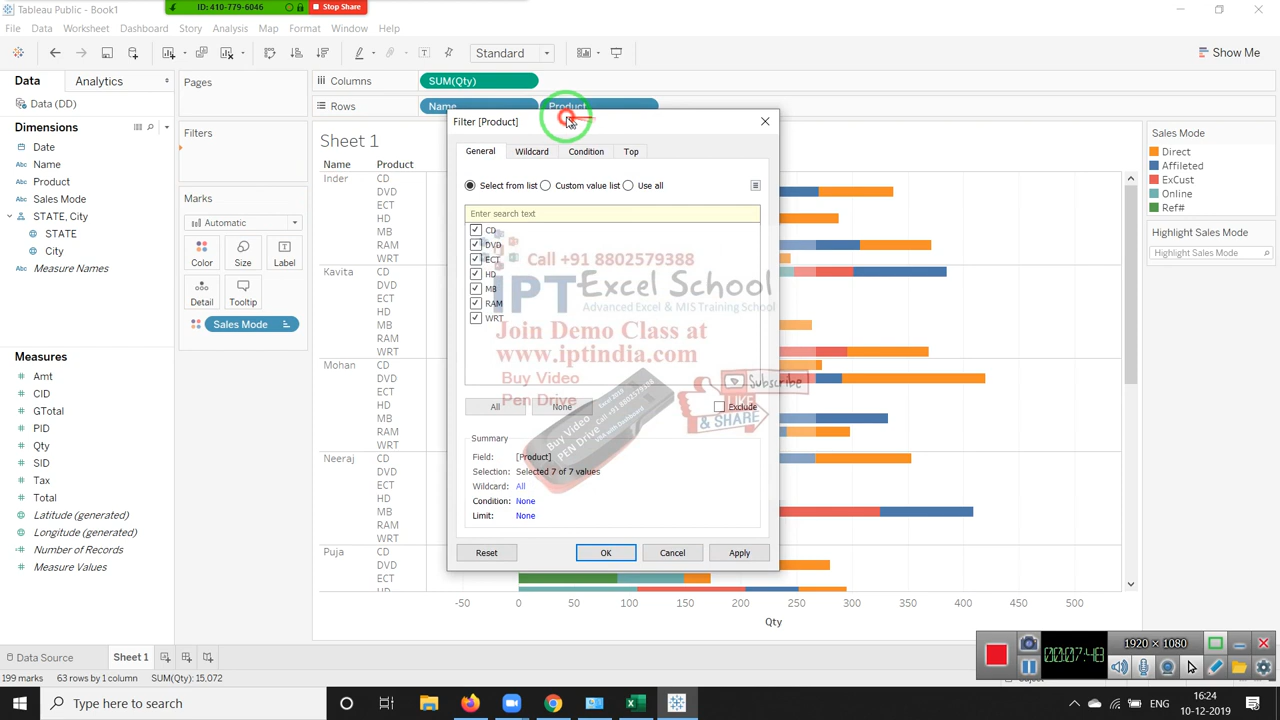 Tableau Public - Book1
ID: 410-779-6046
Stop Share
File Data Worksheet Dashboard Story Analysis Map Format Window Help
Standard
Show Me
Data
Analytics
Data (DD)
Dimensions
Abc
Date
Name
Product
Sales Mode
STATE, City
STATE
City
Measure Names
Measures
Amt
CID
GTotal
PID
Qty
SID
Tax
Total
Latitude (generated)
Longitude (generated)
Number of Records
Measure Values
Pages
Filters
Marks
Automatic
Color
Size
Label
Detail
Tooltip
Sales Mode
Columns
SUM(Qty)
Rows
Name
Product
Sheet 1
Name Product
Inder CD
DVD
ECT
HD
MB
RAM
WRT
Kavita CD
DVD
ECT
HD
MB
RAM
WRT
Mohan CD
DVD
ECT
HD
MB
RAM
WRT
Neeraj CD
DVD
ECT
HD
MB
RAM
WRT
Puja CD
DVD
ECT
HD
-50 0 50 100 150 200 250 300 350 400 450 500
Qty
Filter [Product]
General Wildcard Condition Top
Select from list Custom value list Use all
Enter search text
CD
DVD
ECT
HD
MB
RAM
WRT
Call +91 8802579388
IPT Excel School
Advanced Excel & MIS Training School
Join Demo Class at
www.iptindia.com
Buy Video
Pen Drive
Subscribe
LIKE
& SHARE
Buy Video
PEN Drive
All None Exclude
Summary
Field: [Product]
Selection: Selected 7 of 7 values
Wildcard: All
Condition: None
Limit: None
Reset OK Cancel Apply
Sales Mode
Direct
Affileted
ExCust
Online
Ref#
Highlight Sales Mode
Highlight Sales Mode
Data Source
Sheet 1
199 marks 63 rows by 1 column SUM(Qty): 15,072
00:07:48
1920 × 1080
Type here to search
ENG
16:24
10-12-2019